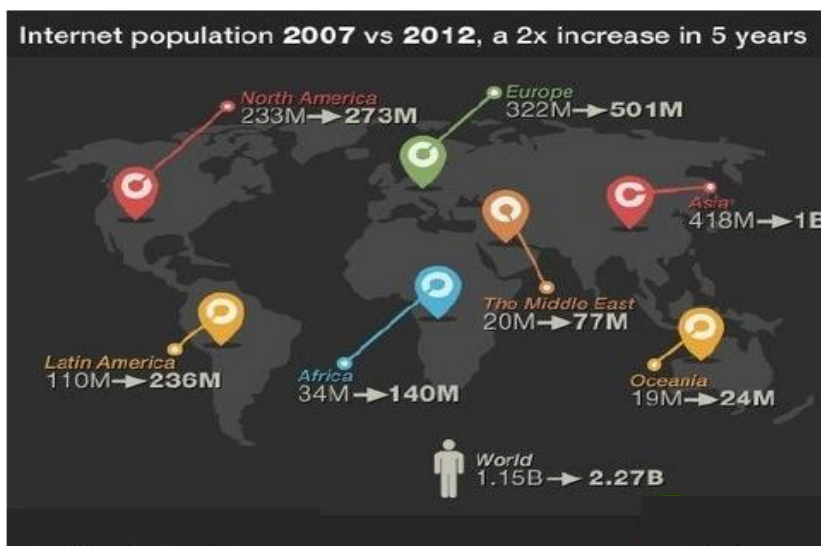 Internet population 2007 vs 2012, a 2x increase in 5 years
North America
233M→273M
Europe
322M→501M
Asia
418M→1B
The Middle East
20M→77M
Latin America
110M→236M
Africa
34M→140M
Oceania
19M→24M
World
1.15B→2.27B